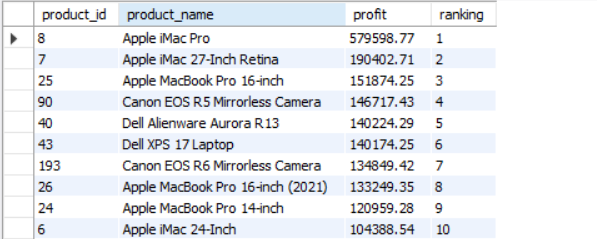 product_id product_name profit ranking
8 Apple iMac Pro 579598.77 1
7 Apple iMac 27-Inch Retina 190402.71 2
25 Apple MacBook Pro 16-inch 151874.25 3
90 Canon EOS R5 Mirrorless Camera 146717.43 4
40 Dell Alienware Aurora R13 140224.29 5
43 Dell XPS 17 Laptop 140174.25 6
193 Canon EOS R6 Mirrorless Camera 134849.42 7
26 Apple MacBook Pro 16-inch (2021) 133249.35 8
24 Apple MacBook Pro 14-inch 120959.28 9
6 Apple iMac 24-Inch 104388.54 10